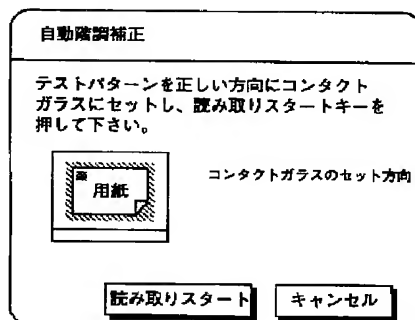 自動階調補正
テストパターンを正しい方向にコンタクト
ガラスにセットし、読み取りスタートキーを
押して下さい。
用紙
コンタクトガラスのセット方向
読み取りスタート
キャンセル